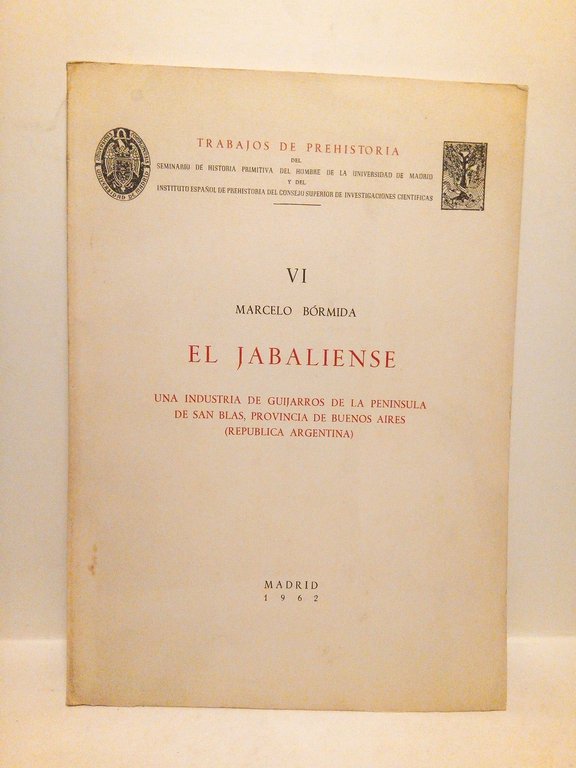 TRABAJOS DE PREHISTORIA
DEL
SEMINARIO DE HISTORIA PRIMITIVA DEL HOMBRE DE LA UNIVERSIDAD DE MADRID
Y DEL
INSTITUTO ESPAÑOL DE PREHISTORIA DEL CONSEJO SUPERIOR DE INVESTIGACIONES CIENTIFICAS
VI
MARCELO BÓRMIDA
EL JABALIENSE
UNA INDUSTRIA DE GUIJARROS DE LA PENINSULA
DE SAN BLAS, PROVINCIA DE BUENOS AIRES
(REPUBLICA ARGENTINA)
MADRID
1962